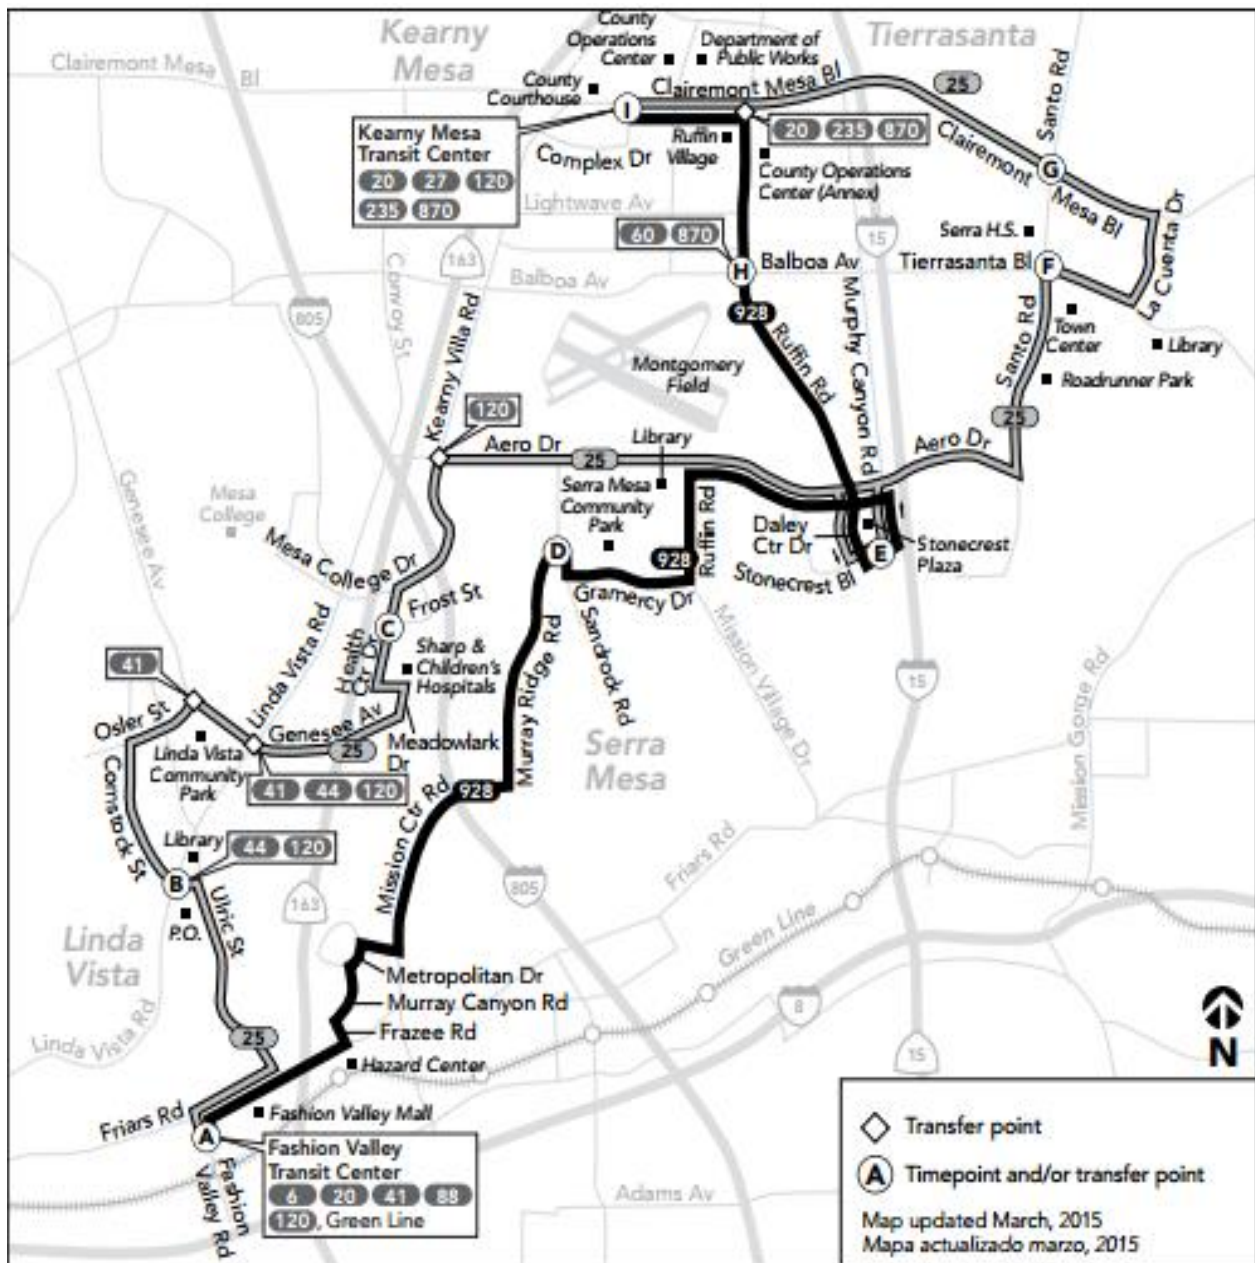 Kearny
Mesa
Tierrasanta
County
Operations
Center
Department of
Public Works
Clairemont Mesa Bl
County
Courthouse
Clairemont Mesa Bl
25
Santo Rd
I
Kearny Mesa
Transit Center
20 27 120
235 870
Complex Dr
Ruffin
Village
20 235 870
County Operations
Center (Annex)
Clairemont
Mesa Bl
G
Lightwave Av
60 870
15
Serra H.S.
La Cuenta Dr
163
Convoy St
Balboa Av
H
Balboa Av
Tierrasanta Bl
F
805
Kearny Villa Rd
928
Ruffin Rd
Murphy Canyon Rd
Santo Rd
Town
Center
Library
Montgomery
Field
Roadrunner Park
120
Aero Dr
25
Library
Aero Dr
25
Genesee Av
Mesa
College
Serra Mesa
Community
Park
Ruffin Rd
Daley
Ctr Dr
Stonecrest
Plaza
Mesa College Dr
D
928
Stonecrest Bl
E
Gramercy Dr
Frost St
C
Linda Vista Rd
Health
Ctr Dr
Sharp &
Children's
Hospitals
Murray Ridge Rd
Sandrock Rd
Mission Village Dr
15
Mission Gorge Rd
41
Osler St
Genesee Av
25
Meadowlark
Dr
Linda Vista
Community
Park
41 44 120
Serra
Mesa
Comstock St
Mission Ctr Rd
928
Library
44 120
B
P.O.
Ulric St
163
805
Friars Rd
Green Line
Linda
Vista
Metropolitan Dr
Murray Canyon Rd
Frazee Rd
8
Linda Vista Rd
25
Hazard Center
15
N
Friars Rd
Fashion Valley Mall
A
Fashion
Valley Rd
Fashion Valley
Transit Center
6 20 41 88
120, Green Line
Adams Av
Transfer point
A Timepoint and/or transfer point
Map updated March, 2015
Mapa actualizado marzo, 2015